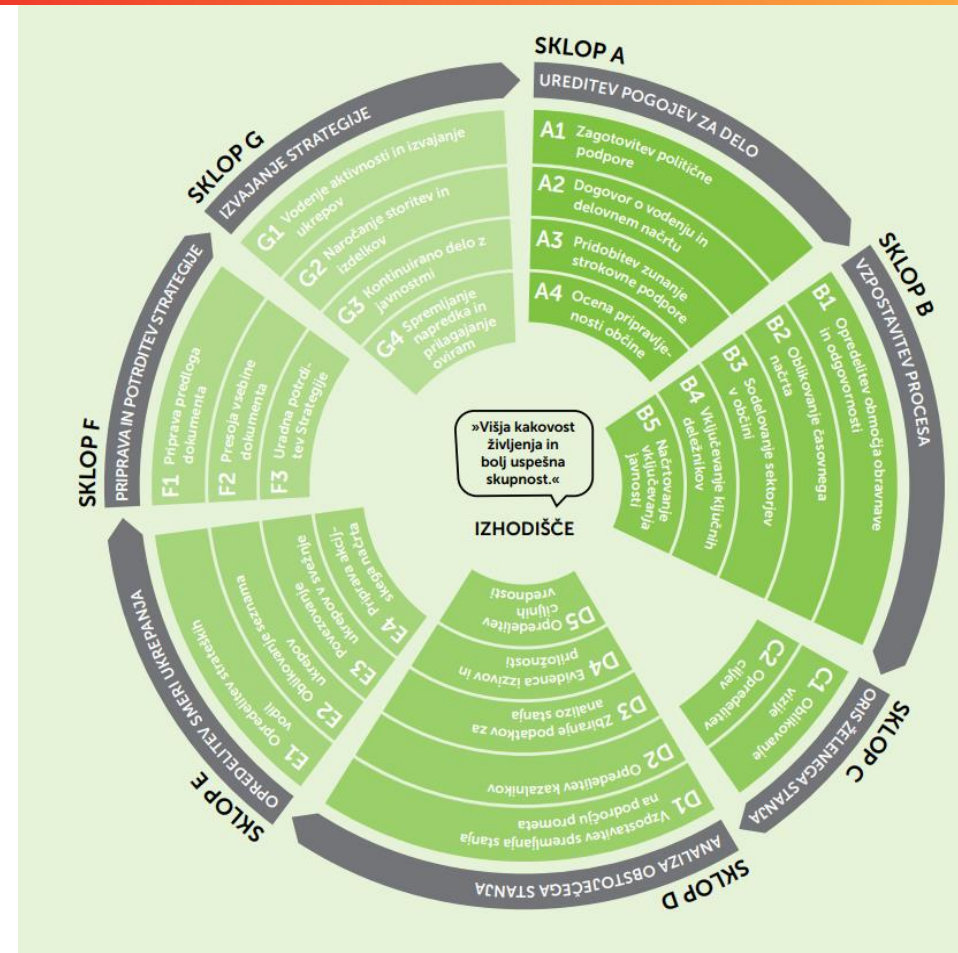 SKLOP A
UREDITEV POGOJEV ZA DELO
A1 Zagotovitev politične
podpore
A2 Dogovor o vodenju in
delovnem načrtu
A3 Pridobitev zunanje
strokovne podpore
A4 Ocena pripravlje-
nosti občine
SKLOP B
VZPOSTAVITEV PROCESA
B1 Opredelitev območja obravnave
in odgovornosti
B2 Oblikovanje časovnega
načrta
B3 Sodelovanje sektorjev
v občini
B4 Vključevanje ključnih
deležnikov
B5 Načrtovanje
vključevanja
javnosti
SKLOP C
ORIS ŽELENEGA STANJA
C1 Oblikovanje
vizije
C2 Opredelitev
ciljev
SKLOP D
ANALIZA OBSTOJEČEGA STANJA
D1 Vzpostavitev spremljanja stanja
na področju prometa
D2 Opredelitev kazalnikov
D3 Zbiranje podatkov za
analizo stanja
D4 Evidenca izzivov in
priložnosti
D5 Opredelitev
ciljnih
vrednosti
SKLOP E
OPREDELITEV SMERI UKREPANJA
E1 Opredelitev strateških
vodil
E2 Oblikovanje seznama
ukrepov
E3 Povezovanje
ukrepov v svežnje
E4 Priprava akcij-
skega načrta
SKLOP F
PRIPRAVA IN POTRDITEV STRATEGIJE
F1 Priprava predloga
dokumenta
F2 Presoja vsebine
dokumenta
F3 Uradna potrdi-
tev Strategije
SKLOP G
IZVAJANJE STRATEGIJE
G1 Vodenje aktivnosti in izvajanje
ukrepov
G2 Naročanje storitev in
izdelkov
G3 Kontinuirano delo z
javnostmi
G4 Spremljanje
napredka in
prilagajanje
oviram
»Višja kakovost
življenja in
bolj uspešna
skupnost.«
IZHODIŠČE